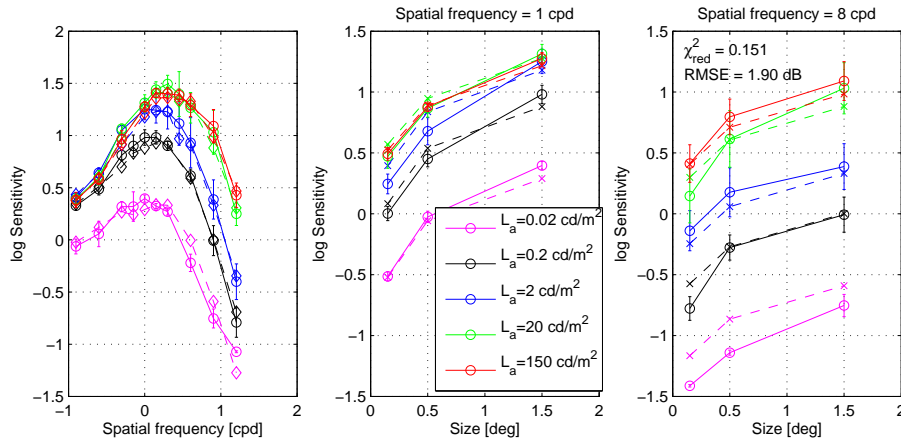 Spatial frequency = 1 cpd
Spatial frequency = 8 cpd
2
1.5
1
0.5
0
−0.5
−1
−1.5
−1
0
1
2
log Sensitivity
Spatial frequency [cpd]
1.5
1
0.5
0
−0.5
−1
−1.5
0
0.5
1
1.5
2
log Sensitivity
Size [deg]
L_a=0.02 cd/m^2
L_a=0.2 cd/m^2
L_a=2 cd/m^2
L_a=20 cd/m^2
L_a=150 cd/m^2
1.5
1
0.5
0
−0.5
−1
−1.5
0
0.5
1
1.5
2
log Sensitivity
Size [deg]
χ²_red = 0.151
RMSE = 1.90 dB